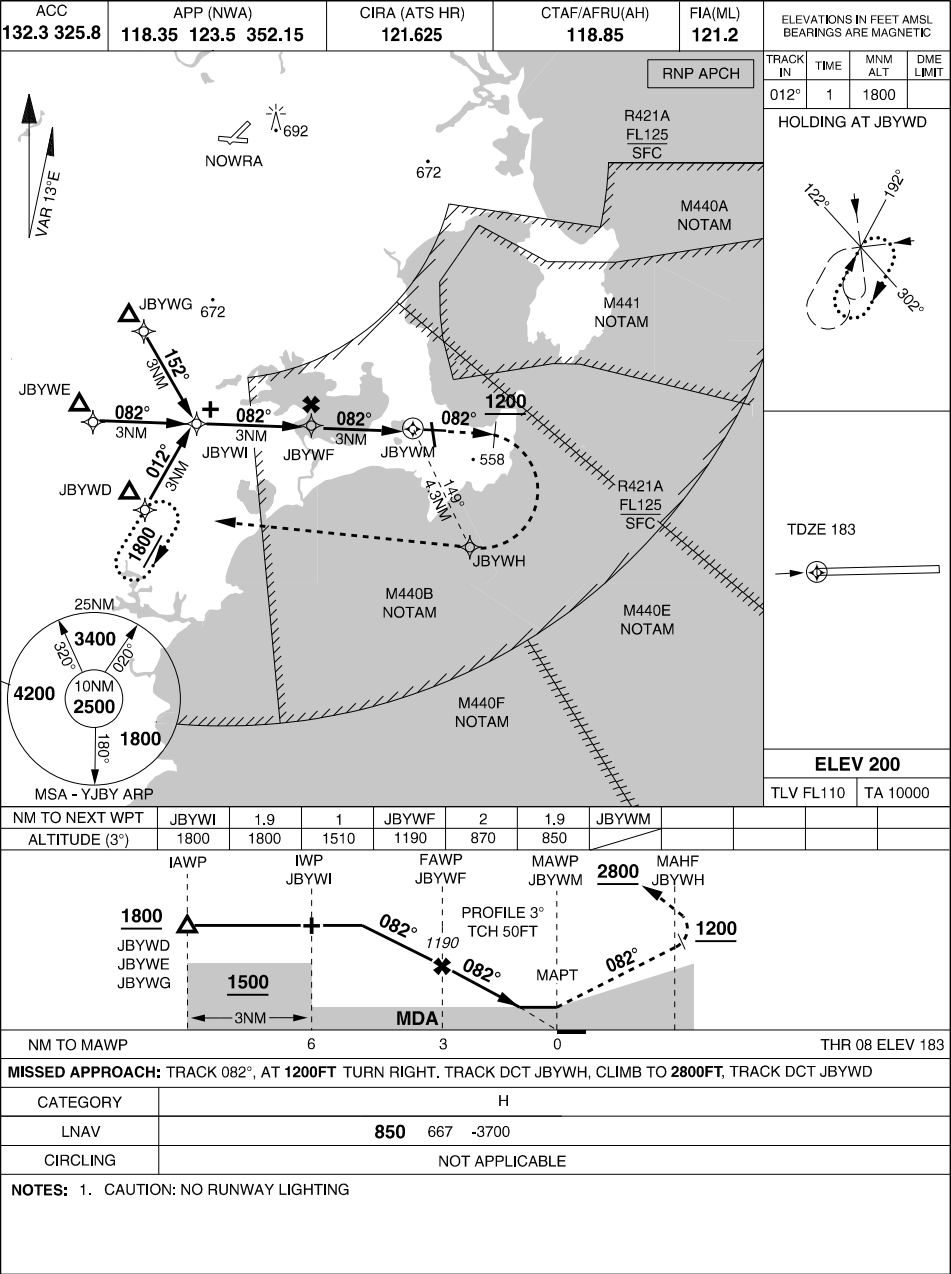 ACC
132.3 325.8
APP (NWA)
118.35 123.5 352.15
CIRA (ATS HR)
121.625
CTAF/AFRU(AH)
118.85
FIA(ML)
121.2
ELEVATIONS IN FEET AMSL
BEARINGS ARE MAGNETIC
TRACK IN
TIME
MNM ALT
DME LIMIT
012°
1
1800
HOLDING AT JBYWD
122°
192°
302°
TDZE 183
ELEV 200
TLV FL110
TA 10000
RNP APCH
VAR 13°E
692
NOWRA
672
R421A
FL125
SFC
M440A
NOTAM
M441
NOTAM
JBYWG
672
152°
3NM
JBYWE
082°
3NM
JBYWI
082°
3NM
JBYWF
082°
3NM
JBYWM
082°
1200
558
JBYWD
012°
3NM
1800
149°
4.3NM
JBYWH
R421A
FL125
SFC
M440B
NOTAM
M440E
NOTAM
M440F
NOTAM
25NM
3400
320°
020°
4200
10NM
2500
1800
180°
MSA - YJBY ARP
NM TO NEXT WPT JBYWI 1.9 1 JBYWF 2 1.9 JBYWM
ALTITUDE (3°) 1800 1800 1510 1190 870 850
IAWP
IWP
JBYWI
FAWP
JBYWF
MAWP
JBYWM
MAHF
JBYWH
2800
1800
JBYWD
JBYWE
JBYWG
082°
1190
PROFILE 3°
TCH 50FT
082°
MAPT
082°
1200
1500
3NM
MDA
NM TO MAWP 6 3 0 THR 08 ELEV 183
MISSED APPROACH: TRACK 082°, AT 1200FT TURN RIGHT. TRACK DCT JBYWH, CLIMB TO 2800FT, TRACK DCT JBYWD
CATEGORY H
LNAV 850 667 -3700
CIRCLING NOT APPLICABLE
NOTES: 1. CAUTION: NO RUNWAY LIGHTING